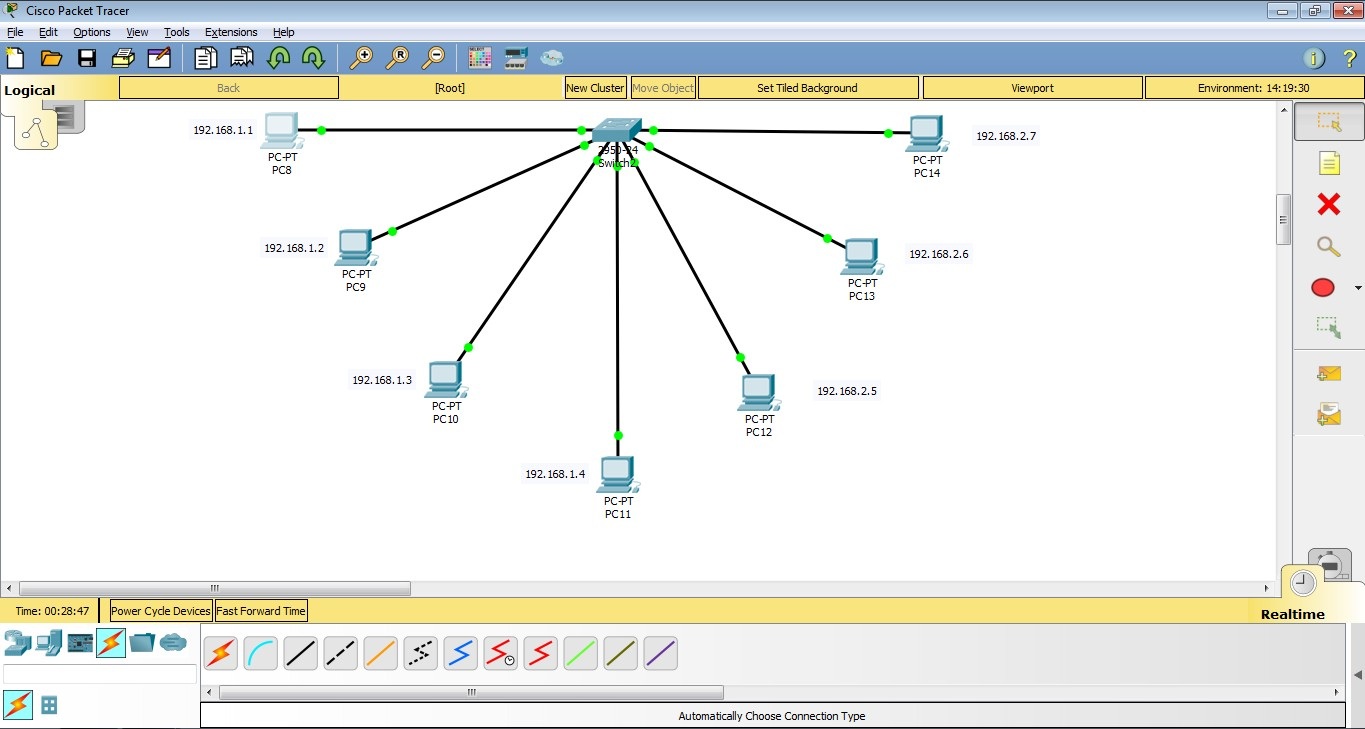 Cisco Packet Tracer
File Edit Options View Tools Extensions Help
Logical
Back
[Root]
New Cluster
Move Object
Set Tiled Background
Viewport
Environment: 14:19:30
192.168.1.1
PC-PT
PC8
2950-24
Switch2
PC-PT
PC14
192.168.2.7
192.168.1.2
PC-PT
PC9
PC-PT
PC13
192.168.2.6
192.168.1.3
PC-PT
PC10
PC-PT
PC12
192.168.2.5
192.168.1.4
PC-PT
PC11
Time: 00:28:47
Power Cycle Devices
Fast Forward Time
Realtime
Automatically Choose Connection Type